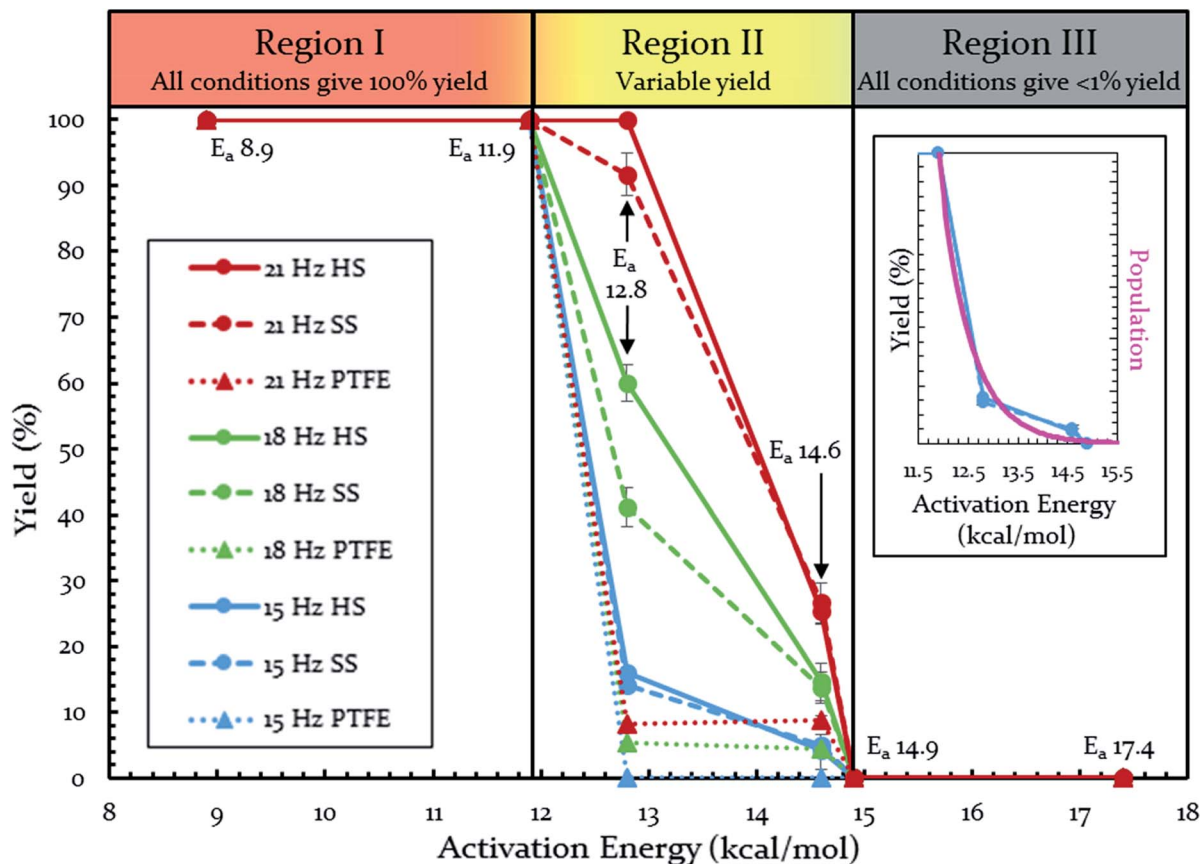 Region I
All conditions give 100% yield
Region II
Variable yield
Region III
All conditions give <1% yield
100
90
80
70
60
50
40
30
20
10
0
Yield (%)
8
9
10
11
12
13
14
15
16
17
18
Activation Energy (kcal/mol)
Ea 8.9
Ea 11.9
Ea
12.8
Ea 14.6
Ea 14.9
Ea 17.4
21 Hz HS
21 Hz SS
21 Hz PTFE
18 Hz HS
18 Hz SS
18 Hz PTFE
15 Hz HS
15 Hz SS
15 Hz PTFE
Yield (%)
Population
11.5
12.5
13.5
14.5
15.5
Activation Energy
(kcal/mol)